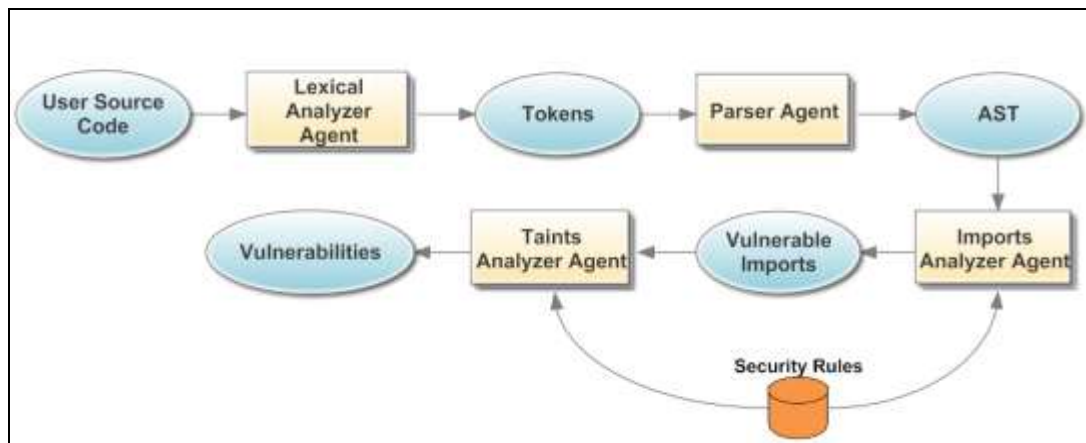 User Source
Code
Lexical
Analyzer
Agent
Tokens
Parser Agent
AST
Vulnerabilities
Taints
Analyzer Agent
Vulnerable
Imports
Imports
Analyzer Agent
Security Rules